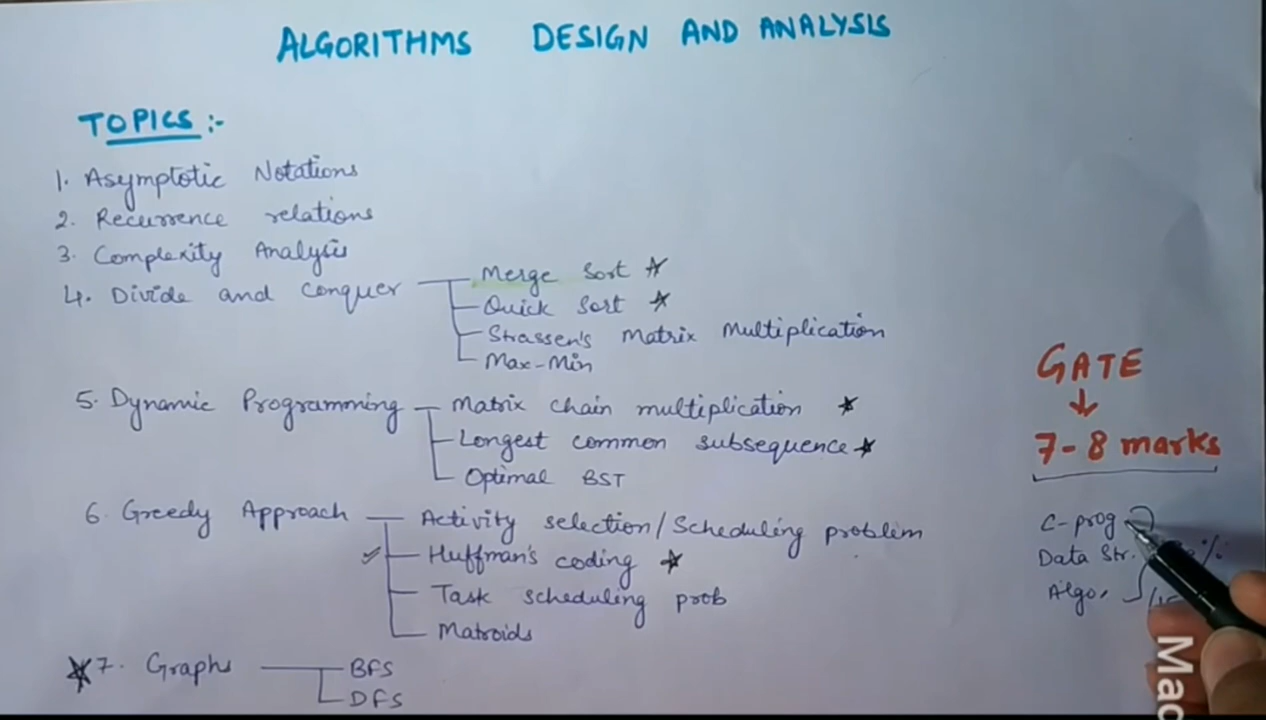 ALGORITHMS DESIGN AND ANALYSIS
TOPICS :-
1. Asymptotic Notations
2. Recurrence relations
3. Complexity Analysis
4. Divide and Conquer
Merge Sort
Quick Sort
Strassen's Matrix Multiplication
Max-Min
5. Dynamic Programming
Matrix chain multiplication
Longest common subsequence
Optimal BST
6. Greedy Approach
Activity selection/Scheduling problem
Huffman's coding
Task scheduling prob
Matroids
7. Graphs
BFS
DFS
GATE
7-8 marks
C-prog
Data Str.
Algo.